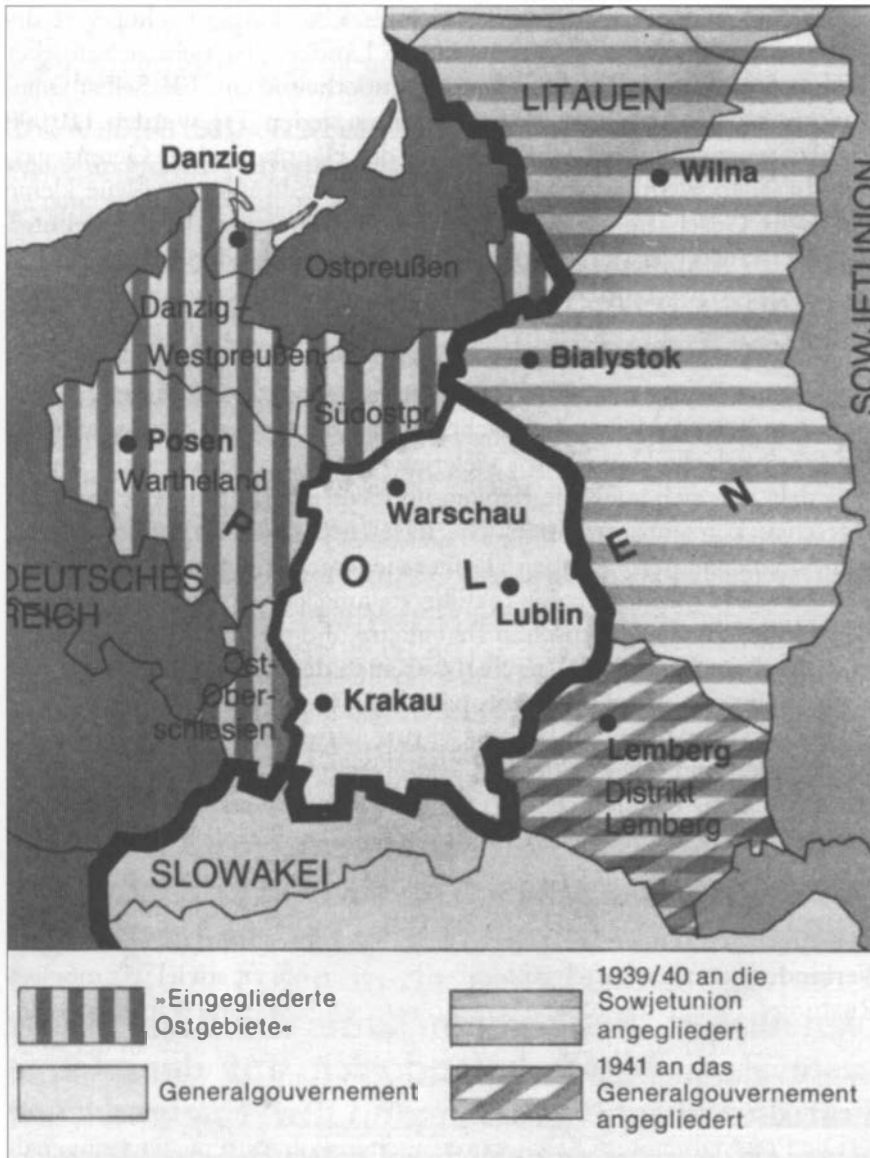 LITAUEN
Danzig
Wilna
Ostpreußen
SOWJETUNION
Danzig-
Westpreußen
Bialystok
Südostpr.
Posen
Wartheland
Warschau
P O L E N
Lublin
DEUTSCHES
REICH
Ost-
Ober-
schlesien
Krakau
Lemberg
Distrikt
Lemberg
SLOWAKEI
»Eingegliederte
Ostgebiete«
Generalgouvernement
1939/40 an die
Sowjetunion
angegliedert
1941 an das
Generalgouvernement
angegliedert